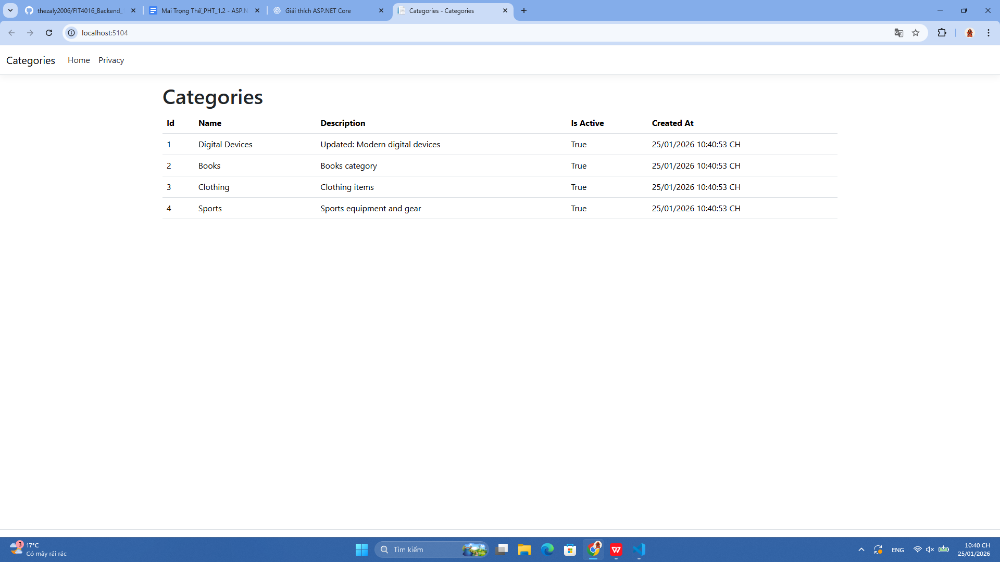 thezaly2006/FIT4016_Backend_
Mai Trọng Thế_PHT_1.2 - ASP.N
Giải thích ASP.NET Core
Categories - Categories
localhost:5104
Categories Home Privacy
Categories
Id Name Description Is Active Created At
1 Digital Devices Updated: Modern digital devices True 25/01/2026 10:40:53 CH
2 Books Books category True 25/01/2026 10:40:53 CH
3 Clothing Clothing items True 25/01/2026 10:40:53 CH
4 Sports Sports equipment and gear True 25/01/2026 10:40:53 CH
3
17°C
Có mây rải rác
Tìm kiếm
ENG
10:40 CH
25/01/2026